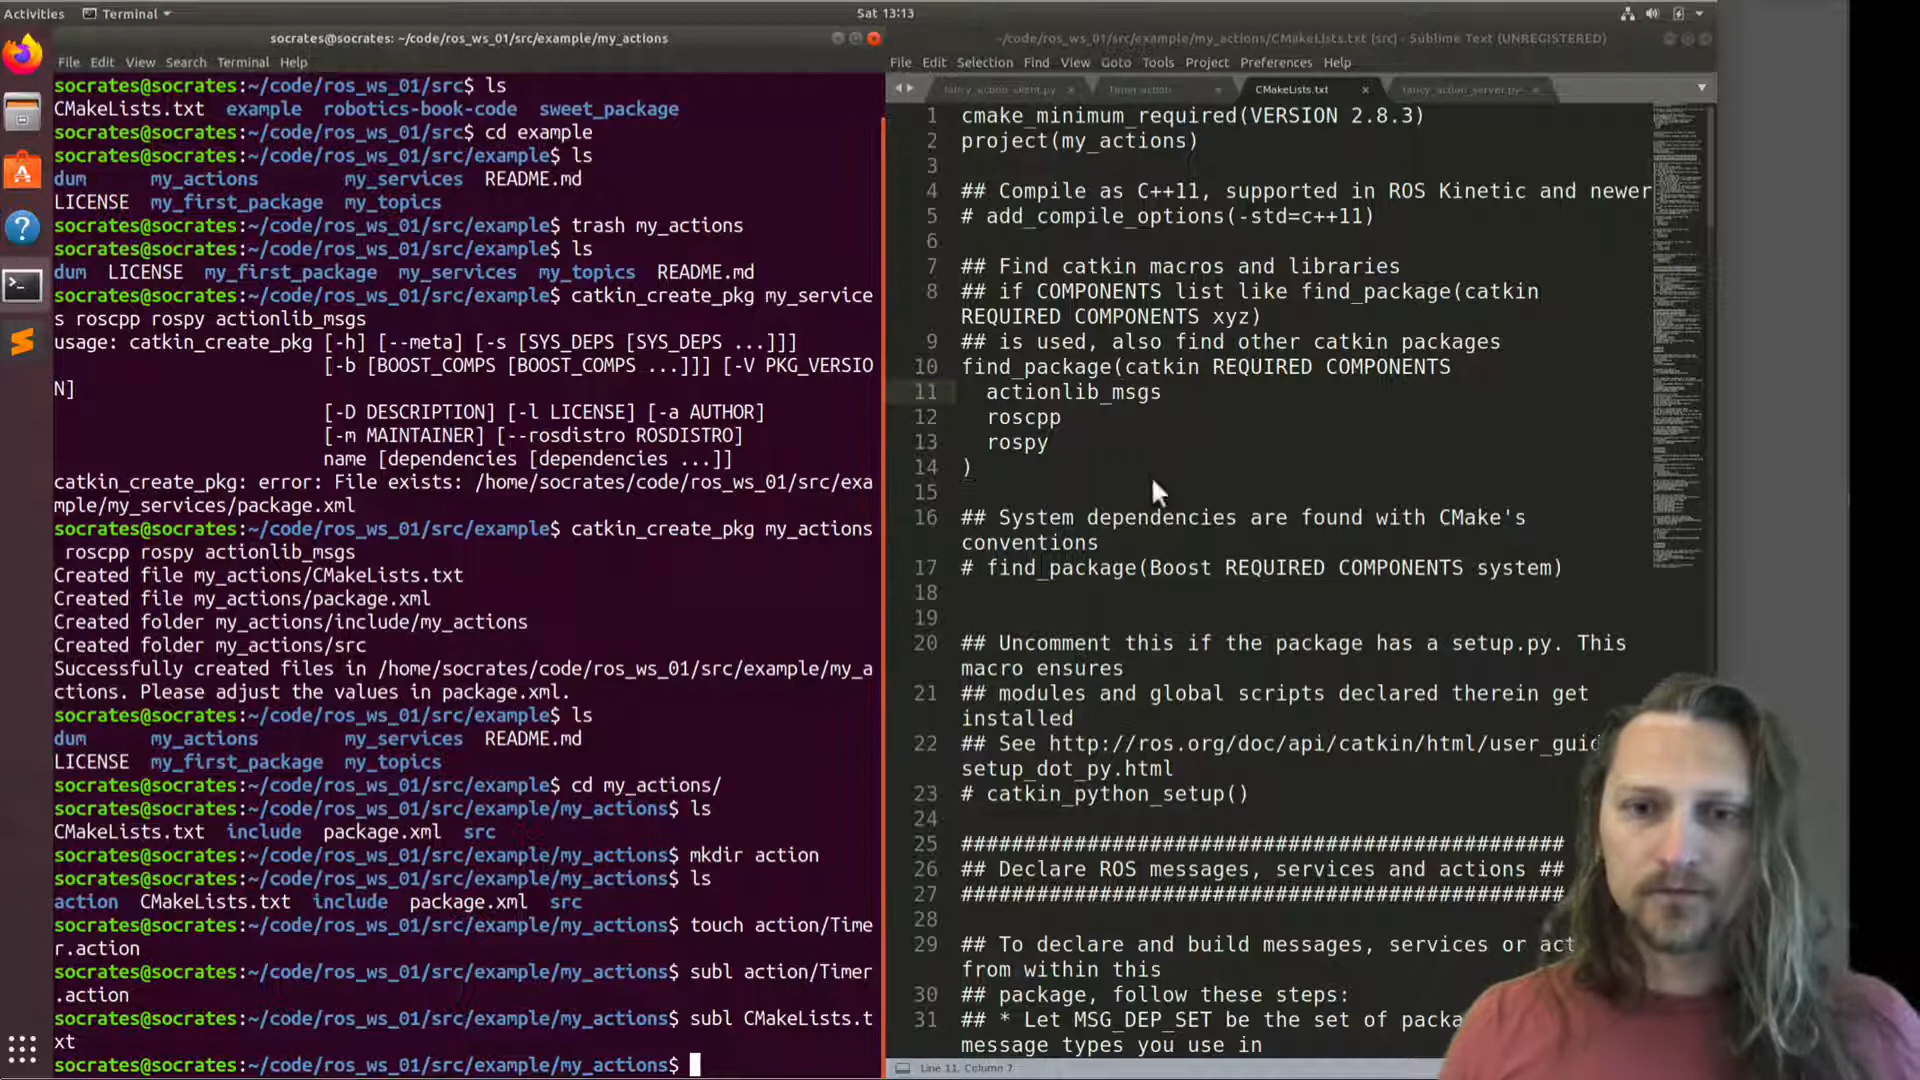 Activities
Terminal
Sat 13:13
socrates@socrates: ~/code/ros_ws_01/src/example/my_actions
File Edit View Search Terminal Help
socrates@socrates:~/code/ros_ws_01/src$ ls
CMakeLists.txt example robotics-book-code sweet_package
socrates@socrates:~/code/ros_ws_01/src$ cd example
socrates@socrates:~/code/ros_ws_01/src/example$ ls
dum my_actions my_services README.md
LICENSE my_first_package my_topics
socrates@socrates:~/code/ros_ws_01/src/example$ trash my_actions
socrates@socrates:~/code/ros_ws_01/src/example$ ls
dum LICENSE my_first_package my_services my_topics README.md
socrates@socrates:~/code/ros_ws_01/src/example$ catkin_create_pkg my_service
s roscpp rospy actionlib_msgs
usage: catkin_create_pkg [-h] [--meta] [-s [SYS_DEPS [SYS_DEPS ...]]]
[-b [BOOST_COMPS [BOOST_COMPS ...]]] [-V PKG_VERSIO
N]
[-D DESCRIPTION] [-l LICENSE] [-a AUTHOR]
[-m MAINTAINER] [--rosdistro ROSDISTRO]
name [dependencies [dependencies ...]]
catkin_create_pkg: error: File exists: /home/socrates/code/ros_ws_01/src/exa
mple/my_services/package.xml
socrates@socrates:~/code/ros_ws_01/src/example$ catkin_create_pkg my_actions
roscpp rospy actionlib_msgs
Created file my_actions/CMakeLists.txt
Created file my_actions/package.xml
Created folder my_actions/include/my_actions
Created folder my_actions/src
Successfully created files in /home/socrates/code/ros_ws_01/src/example/my_a
ctions. Please adjust the values in package.xml.
socrates@socrates:~/code/ros_ws_01/src/example$ ls
dum my_actions my_services README.md
LICENSE my_first_package my_topics
socrates@socrates:~/code/ros_ws_01/src/example$ cd my_actions/
socrates@socrates:~/code/ros_ws_01/src/example/my_actions$ ls
CMakeLists.txt include package.xml src
socrates@socrates:~/code/ros_ws_01/src/example/my_actions$ mkdir action
socrates@socrates:~/code/ros_ws_01/src/example/my_actions$ ls
action CMakeLists.txt include package.xml src
socrates@socrates:~/code/ros_ws_01/src/example/my_actions$ touch action/Time
r.action
socrates@socrates:~/code/ros_ws_01/src/example/my_actions$ subl action/Timer
.action
socrates@socrates:~/code/ros_ws_01/src/example/my_actions$ subl CMakeLists.t
xt
socrates@socrates:~/code/ros_ws_01/src/example/my_actions$
~/code/ros_ws_01/src/example/my_actions/CMakeLists.txt (src) - Sublime Text (UNREGISTERED)
File Edit Selection Find View Goto Tools Project Preferences Help
fancy_action_client.py Timer.action CMakeLists.txt fancy_action_server.py
1 cmake_minimum_required(VERSION 2.8.3)
2 project(my_actions)
3
4 ## Compile as C++11, supported in ROS Kinetic and newer
5 # add_compile_options(-std=c++11)
6
7 ## Find catkin macros and libraries
8 ## if COMPONENTS list like find_package(catkin
REQUIRED COMPONENTS xyz)
9 ## is used, also find other catkin packages
10 find_package(catkin REQUIRED COMPONENTS
11 actionlib_msgs
12 roscpp
13 rospy
14 )
15
16 ## System dependencies are found with CMake's
conventions
17 # find_package(Boost REQUIRED COMPONENTS system)
18
19
20 ## Uncomment this if the package has a setup.py. This
macro ensures
21 ## modules and global scripts declared therein get
installed
22 ## See http://ros.org/doc/api/catkin/html/user_guid
setup_dot_py.html
23 # catkin_python_setup()
24
25 ################################################
26 ## Declare ROS messages, services and actions ##
27 ################################################
28
29 ## To declare and build messages, services or act
from within this
30 ## package, follow these steps:
31 ## * Let MSG_DEP_SET be the set of packa
message types you use in
Line 11, Column 7